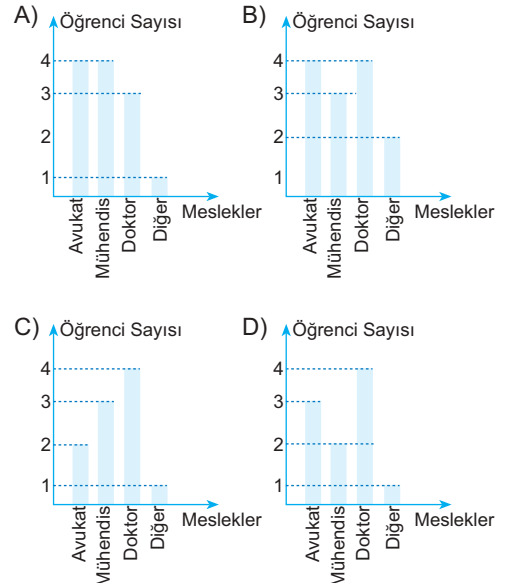 A) Öğrenci Sayısı
4
3
2
1
Avukat
Mühendis
Doktor
Diğer
Meslekler
B) Öğrenci Sayısı
4
3
2
1
Avukat
Mühendis
Doktor
Diğer
Meslekler
C) Öğrenci Sayısı
4
3
2
1
Avukat
Mühendis
Doktor
Diğer
Meslekler
D) Öğrenci Sayısı
4
3
2
1
Avukat
Mühendis
Doktor
Diğer
Meslekler